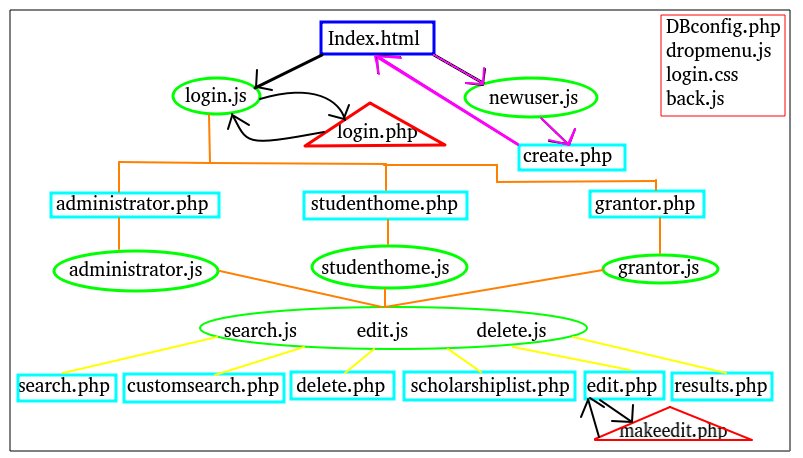 Index.html
DBconfig.php
dropmenu.js
login.css
back.js
login.js
newuser.js
login.php
create.php
administrator.php
studenthome.php
grantor.php
administrator.js
studenthome.js
grantor.js
search.js edit.js delete.js
search.php
customsearch.php
delete.php
scholarshiplist.php
edit.php
results.php
makeedit.php